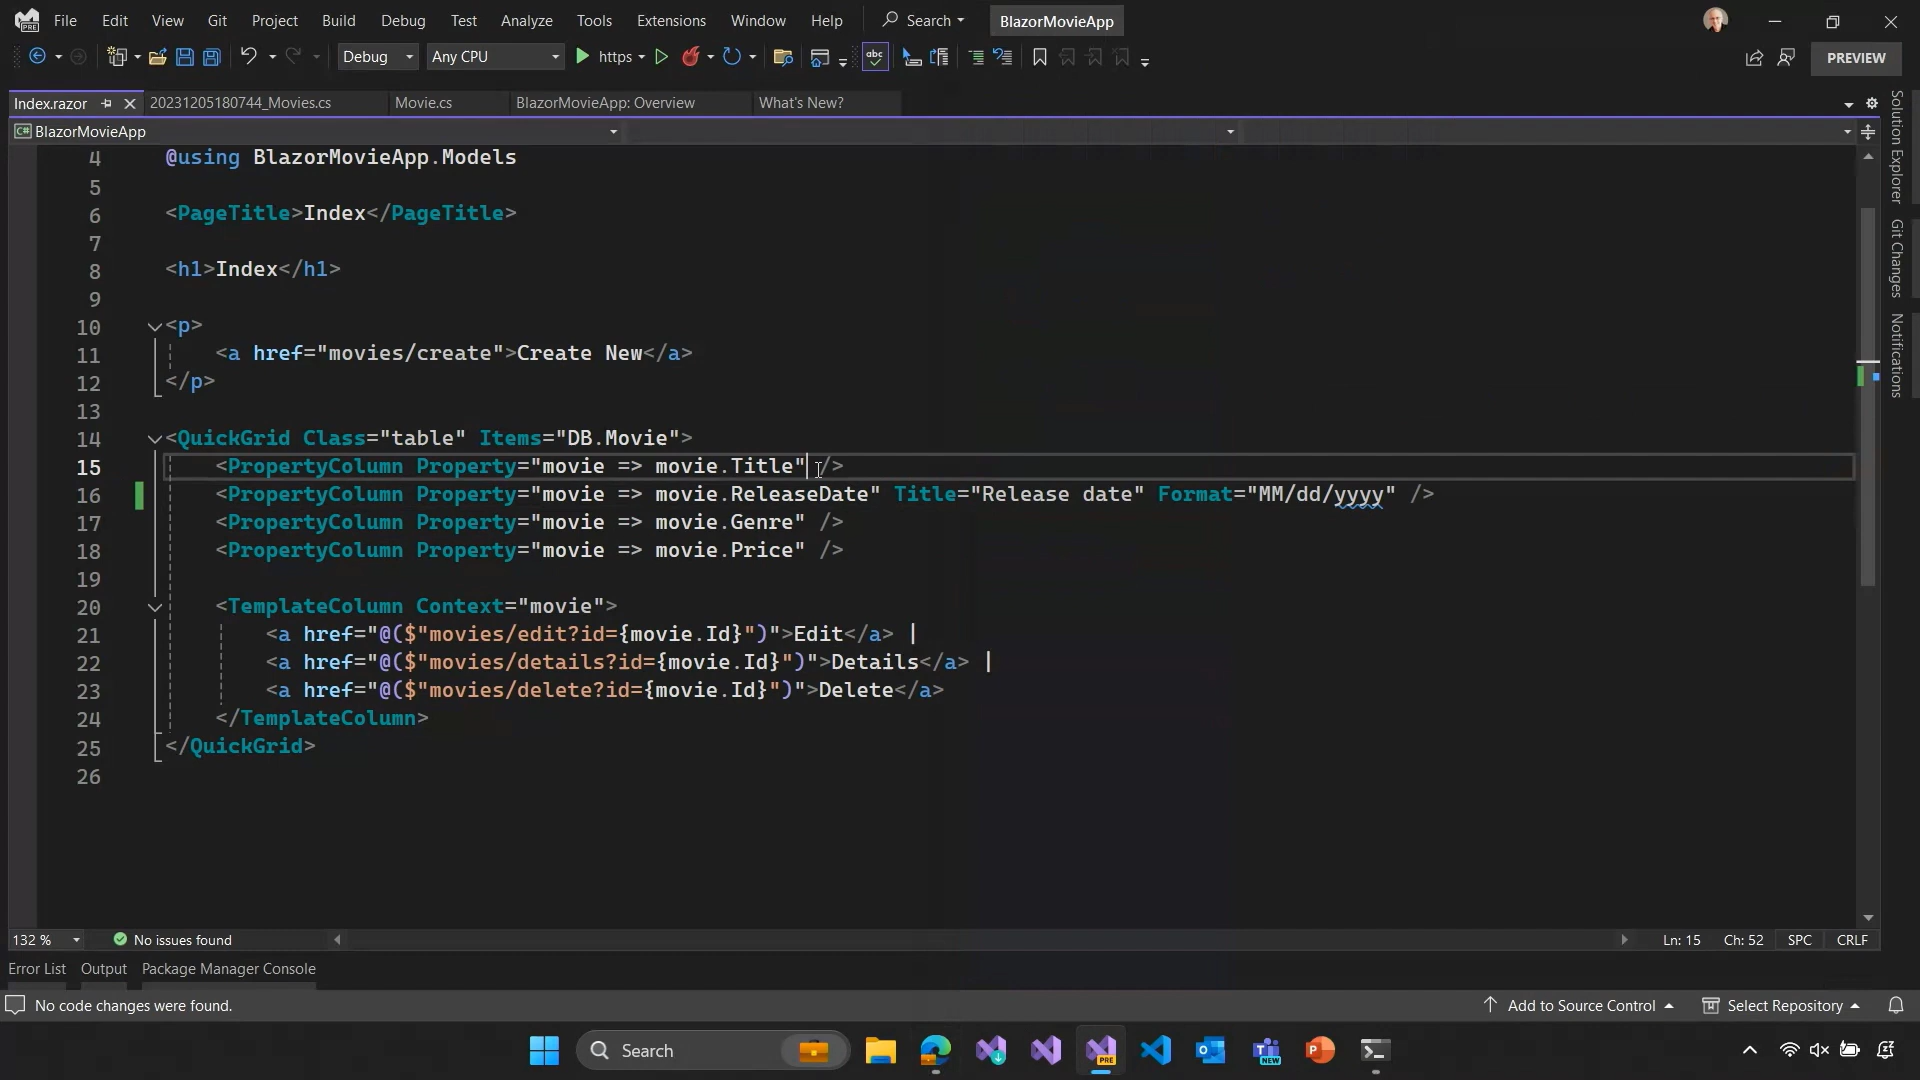 File Edit View Git Project Build Debug Test Analyze Tools Extensions Window Help Search BlazorMovieApp
Debug Any CPU https abc PREVIEW
Index.razor 20231205180744_Movies.cs Movie.cs BlazorMovieApp: Overview What's New?
C# BlazorMovieApp
4 @using BlazorMovieApp.Models
5
6 <PageTitle>Index</PageTitle>
7
8 <h1>Index</h1>
9
10 <p>
11 <a href="movies/create">Create New</a>
12 </p>
13
14 <QuickGrid Class="table" Items="DB.Movie">
15 <PropertyColumn Property="movie => movie.Title" />
16 <PropertyColumn Property="movie => movie.ReleaseDate" Title="Release date" Format="MM/dd/yyyy" />
17 <PropertyColumn Property="movie => movie.Genre" />
18 <PropertyColumn Property="movie => movie.Price" />
19
20 <TemplateColumn Context="movie">
21 <a href="@($"movies/edit?id={movie.Id}")">Edit</a> |
22 <a href="@($"movies/details?id={movie.Id}")">Details</a> |
23 <a href="@($"movies/delete?id={movie.Id}")">Delete</a>
24 </TemplateColumn>
25 </QuickGrid>
26
Solution Explorer
Git Changes
Notifications
132 % No issues found Ln: 15 Ch: 52 SPC CRLF
Error List Output Package Manager Console
No code changes were found. Add to Source Control Select Repository
Search PRE NEW